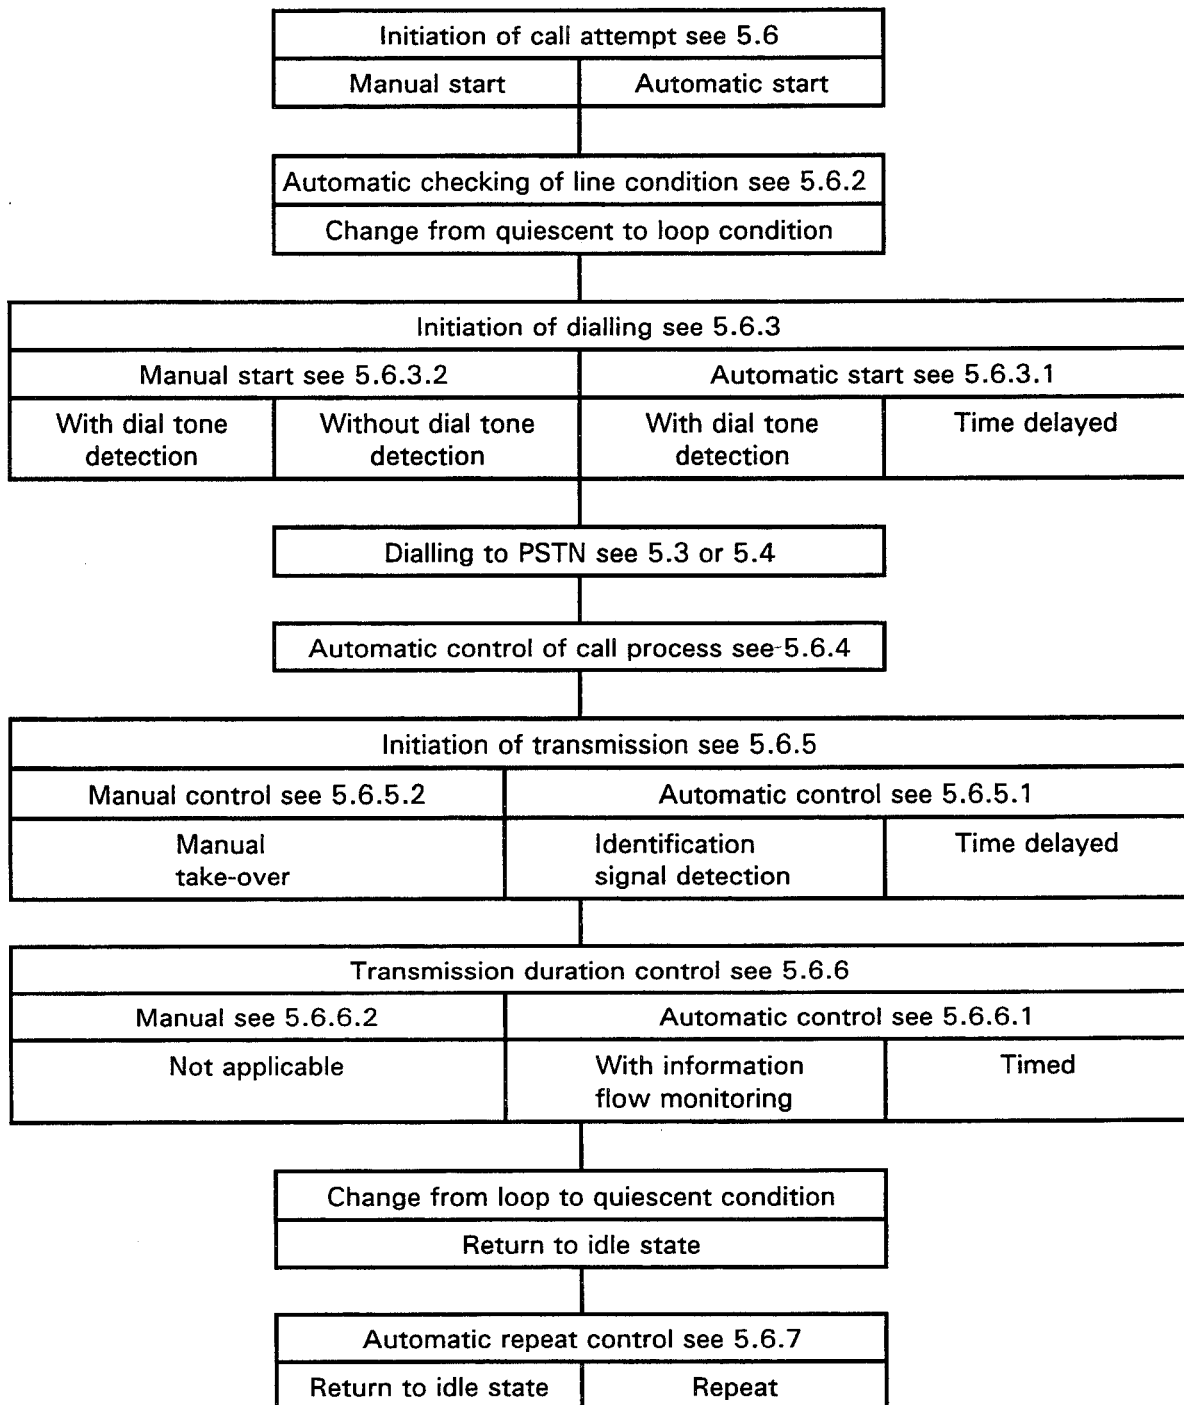 Initiation of call attempt see 5.6
Manual start
Automatic start
Automatic checking of line condition see 5.6.2
Change from quiescent to loop condition
Initiation of dialling see 5.6.3
Manual start see 5.6.3.2
Automatic start see 5.6.3.1
With dial tone
detection
Without dial tone
detection
With dial tone
detection
Time delayed
Dialling to PSTN see 5.3 or 5.4
Automatic control of call process see 5.6.4
Initiation of transmission see 5.6.5
Manual control see 5.6.5.2
Automatic control see 5.6.5.1
Manual
take-over
Identification
signal detection
Time delayed
Transmission duration control see 5.6.6
Manual see 5.6.6.2
Automatic control see 5.6.6.1
Not applicable
With information
flow monitoring
Timed
Change from loop to quiescent condition
Return to idle state
Automatic repeat control see 5.6.7
Return to idle state
Repeat